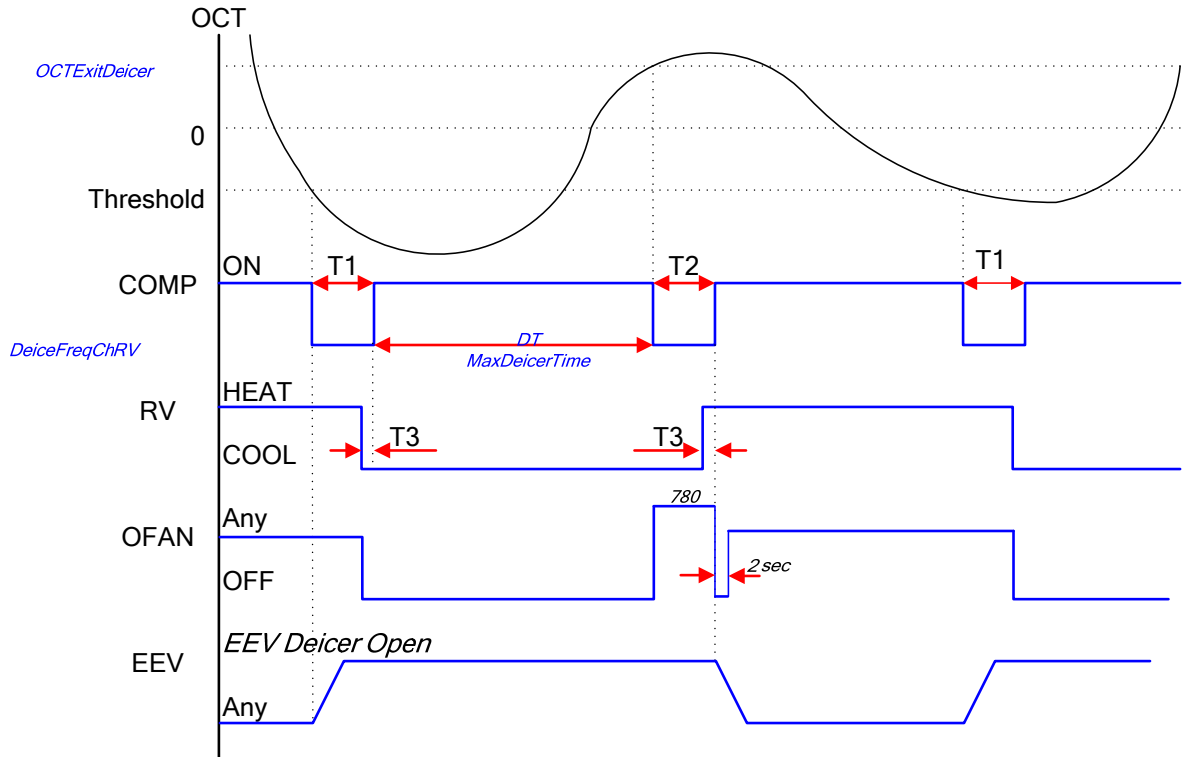 OCT
OCTExitDeicer
0
Threshold
ON
T1
T2
T1
COMP
DeiceFreqChRV
DT
MaxDeicerTime
HEAT
RV
T3
T3
COOL
780
Any
OFAN
2 sec
OFF
EEV Deicer Open
EEV
Any